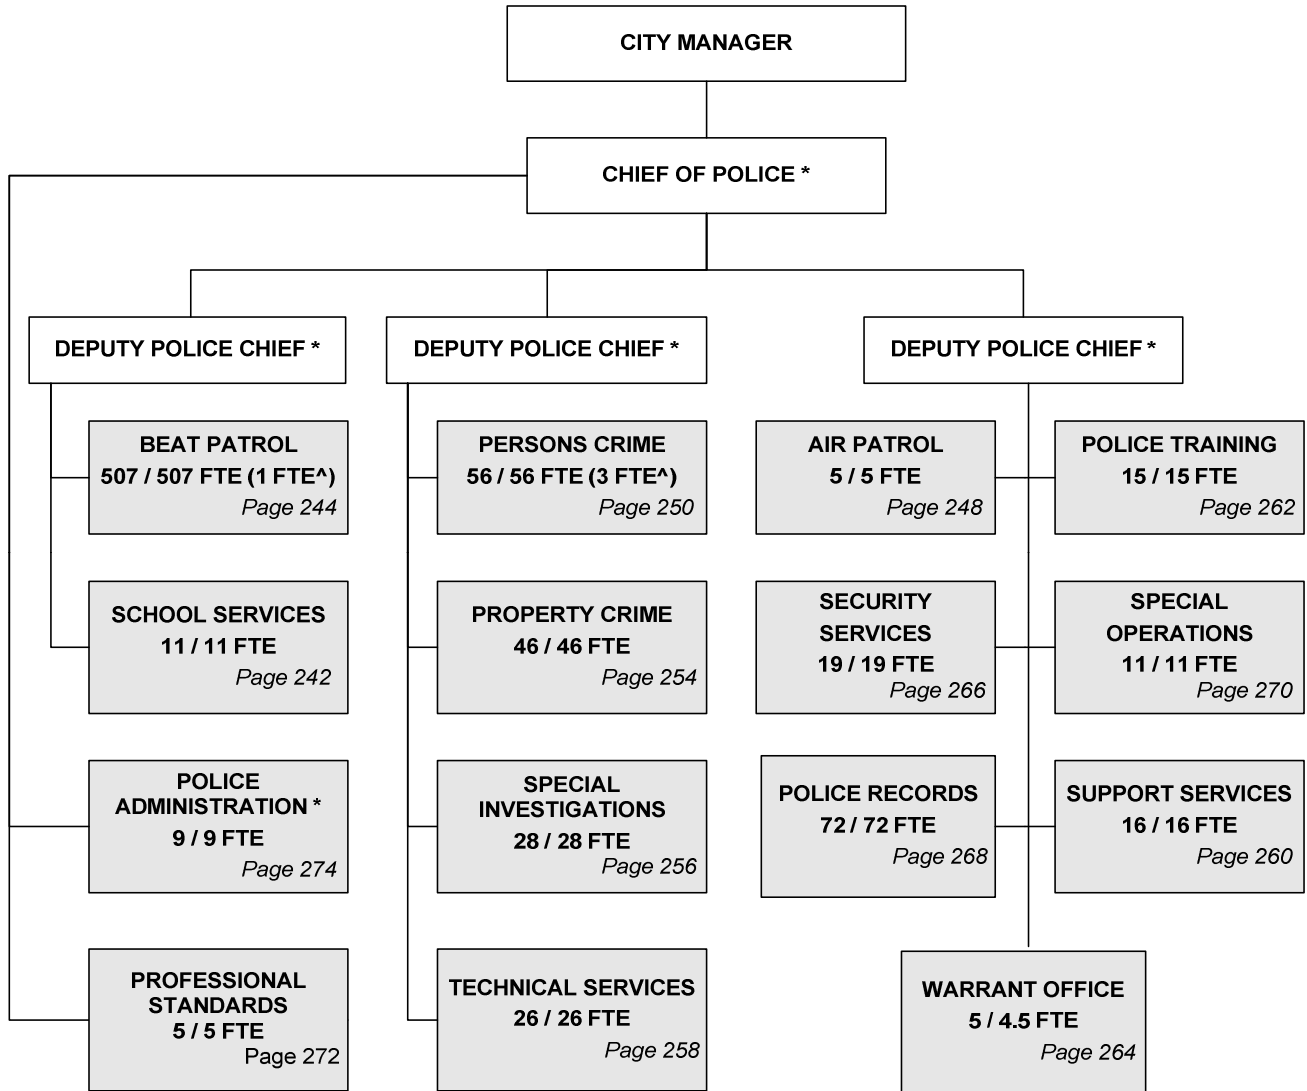 CITY MANAGER
CHIEF OF POLICE *
DEPUTY POLICE CHIEF *
BEAT PATROL
507 / 507 FTE (1 FTE^)
Page 244
SCHOOL SERVICES
11 / 11 FTE
Page 242
POLICE
ADMINISTRATION *
9 / 9 FTE
Page 274
PROFESSIONAL
STANDARDS
5 / 5 FTE
Page 272
DEPUTY POLICE CHIEF *
PERSONS CRIME
56 / 56 FTE (3 FTE^)
Page 250
PROPERTY CRIME
46 / 46 FTE
Page 254
SPECIAL
INVESTIGATIONS
28 / 28 FTE
Page 256
TECHNICAL SERVICES
26 / 26 FTE
Page 258
DEPUTY POLICE CHIEF *
AIR PATROL
5 / 5 FTE
Page 248
POLICE TRAINING
15 / 15 FTE
Page 262
SECURITY
SERVICES
19 / 19 FTE
Page 266
SPECIAL
OPERATIONS
11 / 11 FTE
Page 270
POLICE RECORDS
72 / 72 FTE
Page 268
SUPPORT SERVICES
16 / 16 FTE
Page 260
WARRANT OFFICE
5 / 4.5 FTE
Page 264